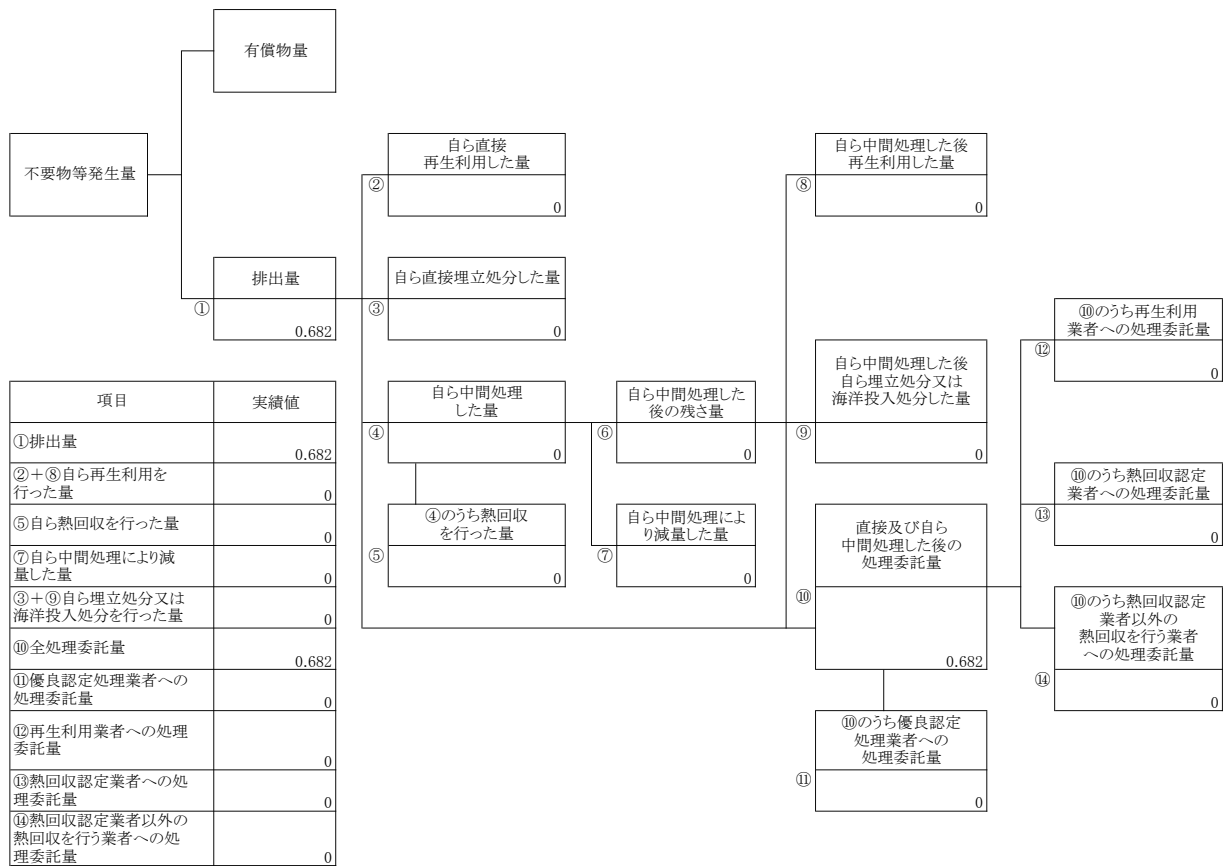 有償物量
不要物等発生量
排出量
①
0.682
自ら直接
再生利用した量
②
0
自ら直接埋立処分した量
③
0
自ら中間処理
した量
④
0
④のうち熱回収
を行った量
⑤
0
自ら中間処理した
後の残さ量
⑥
0
自ら中間処理によ
り減量した量
⑦
0
自ら中間処理した後
再生利用した量
⑧
0
自ら中間処理した後
自ら埋立処分又は
海洋投入処分した量
⑨
0
直接及び自ら
中間処理した後の
処理委託量
⑩
0.682
⑩のうち優良認定
処理業者への
処理委託量
⑪
0
⑩のうち再生利用
業者への処理委託量
⑫
0
⑩のうち熱回収認定
業者への処理委託量
⑬
0
⑩のうち熱回収認定
業者以外の
熱回収を行う業者
への処理委託量
⑭
0
項目 実績値
①排出量 0.682
②+⑧自ら再生利用を
行った量 0
⑤自ら熱回収を行った量 0
⑦自ら中間処理により減
量した量 0
③+⑨自ら埋立処分又は
海洋投入処分を行った量 0
⑩全処理委託量 0.682
⑪優良認定処理業者への
処理委託量 0
⑫再生利用業者への処理
委託量 0
⑬熱回収認定業者への処
理委託量 0
⑭熱回収認定業者以外の
熱回収を行う業者への処
理委託量 0